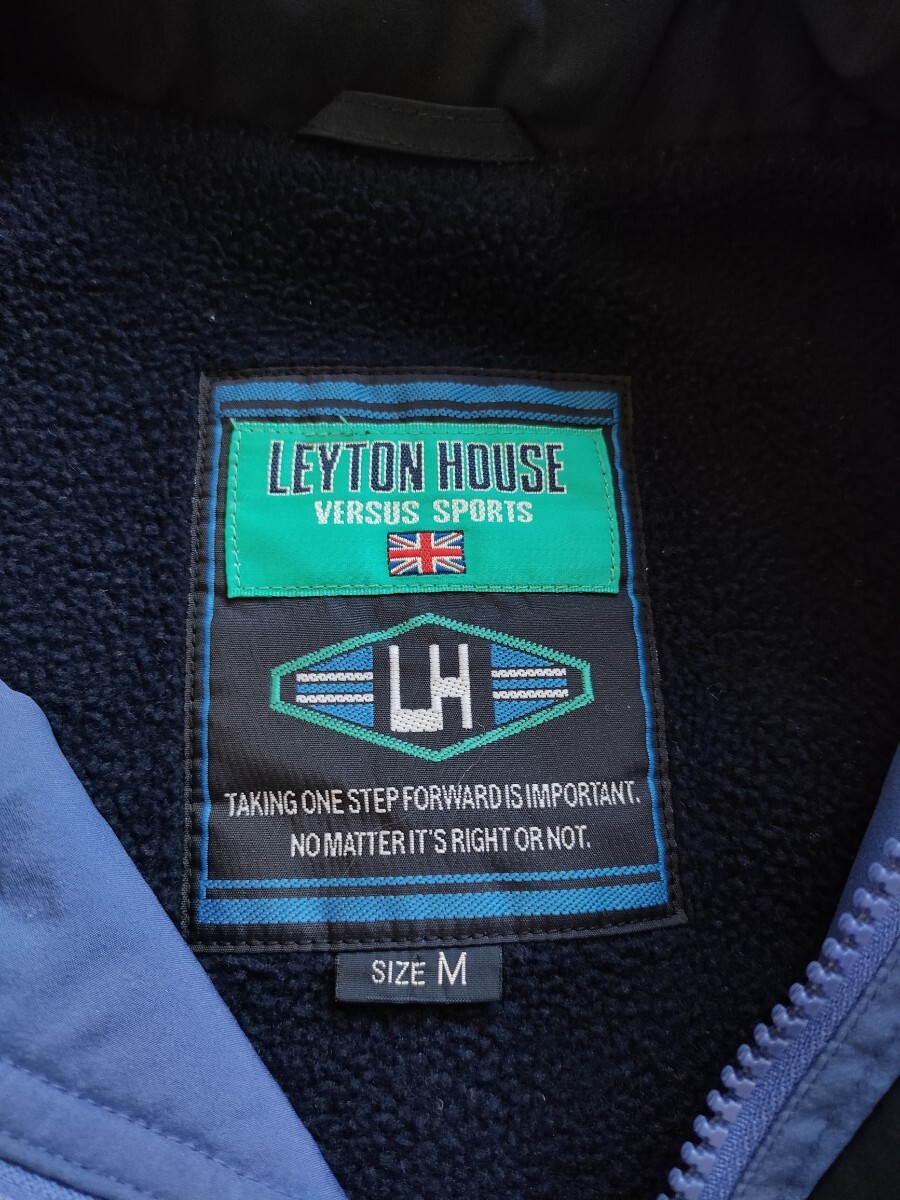 LEYTON HOUSE
VERSUS SPORTS
LH
TAKING ONE STEP FORWARD IS IMPORTANT.
NO MATTER IT'S RIGHT OR NOT.
SIZE M